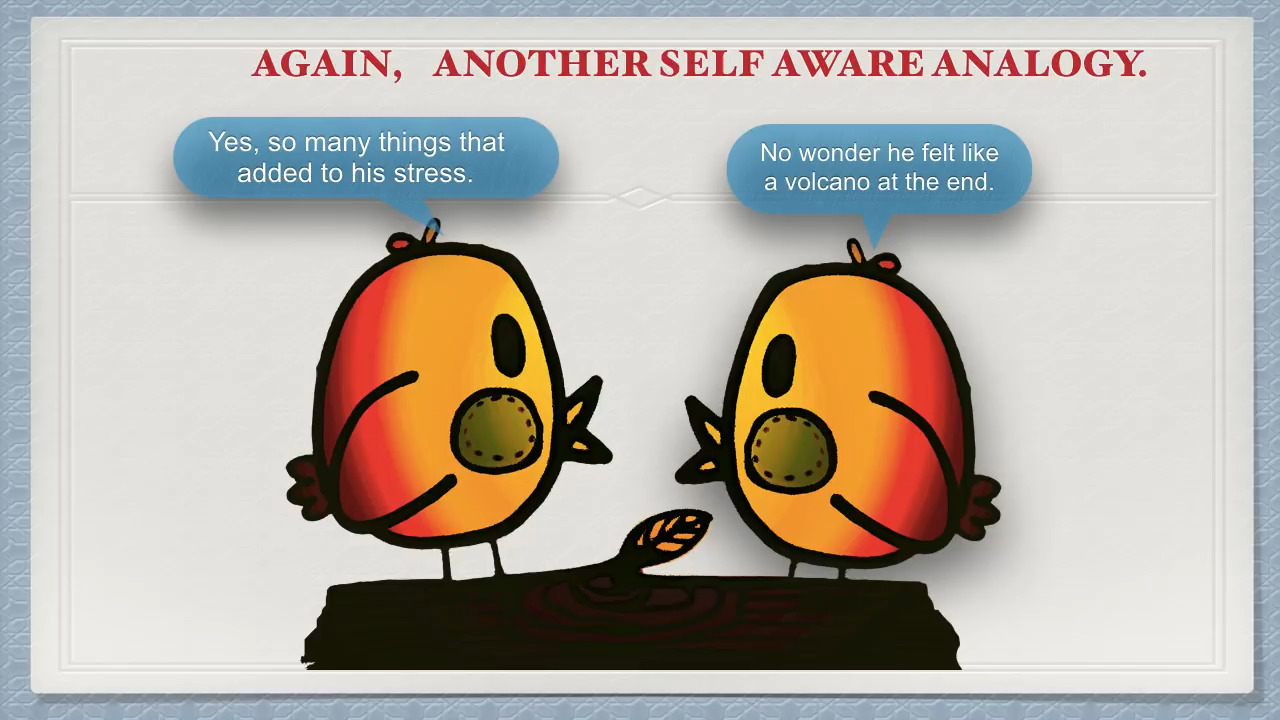 AGAIN, ANOTHER SELF AWARE ANALOGY.
Yes, so many things that
added to his stress.
No wonder he felt like
a volcano at the end.